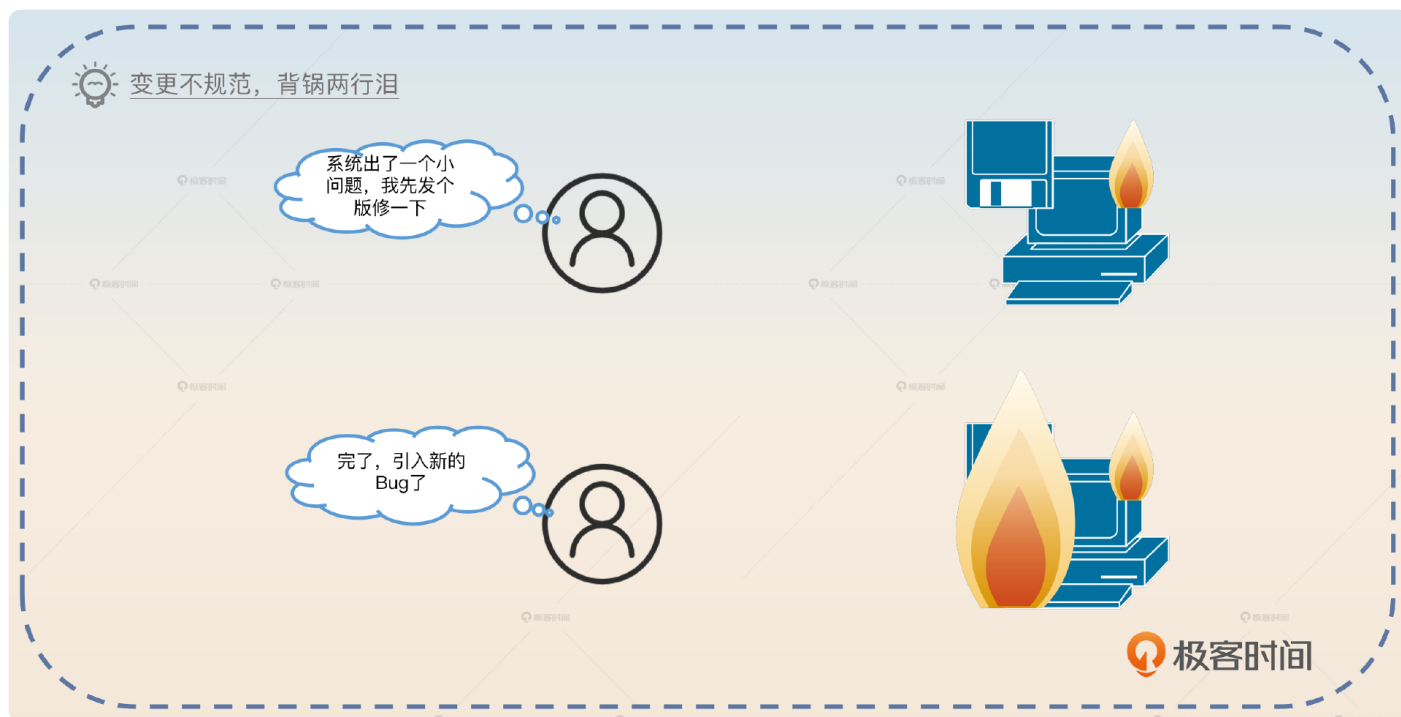 变更不规范，背锅两行泪
系统出了一个小
问题，我先发个
版修一下
完了，引入新的
Bug了
极客时间